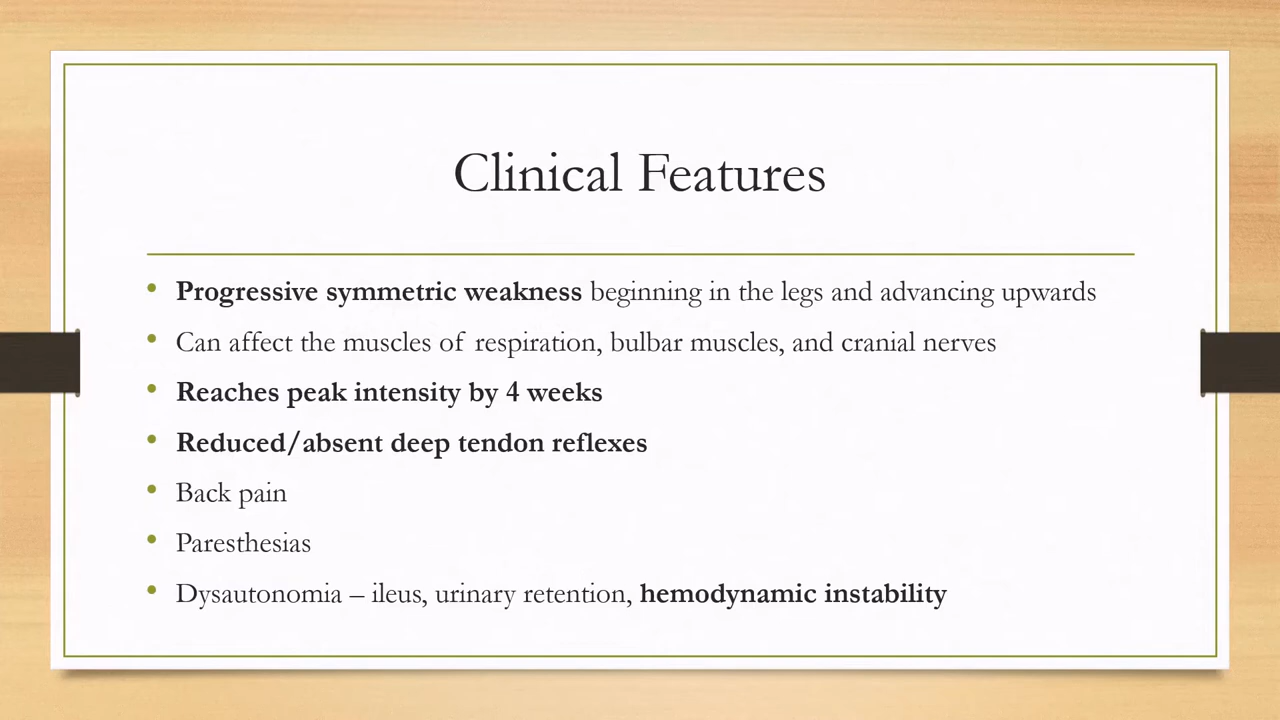 Clinical Features
• Progressive symmetric weakness beginning in the legs and advancing upwards
• Can affect the muscles of respiration, bulbar muscles, and cranial nerves
• Reaches peak intensity by 4 weeks
• Reduced/absent deep tendon reflexes
• Back pain
• Paresthesias
• Dysautonomia – ileus, urinary retention, hemodynamic instability